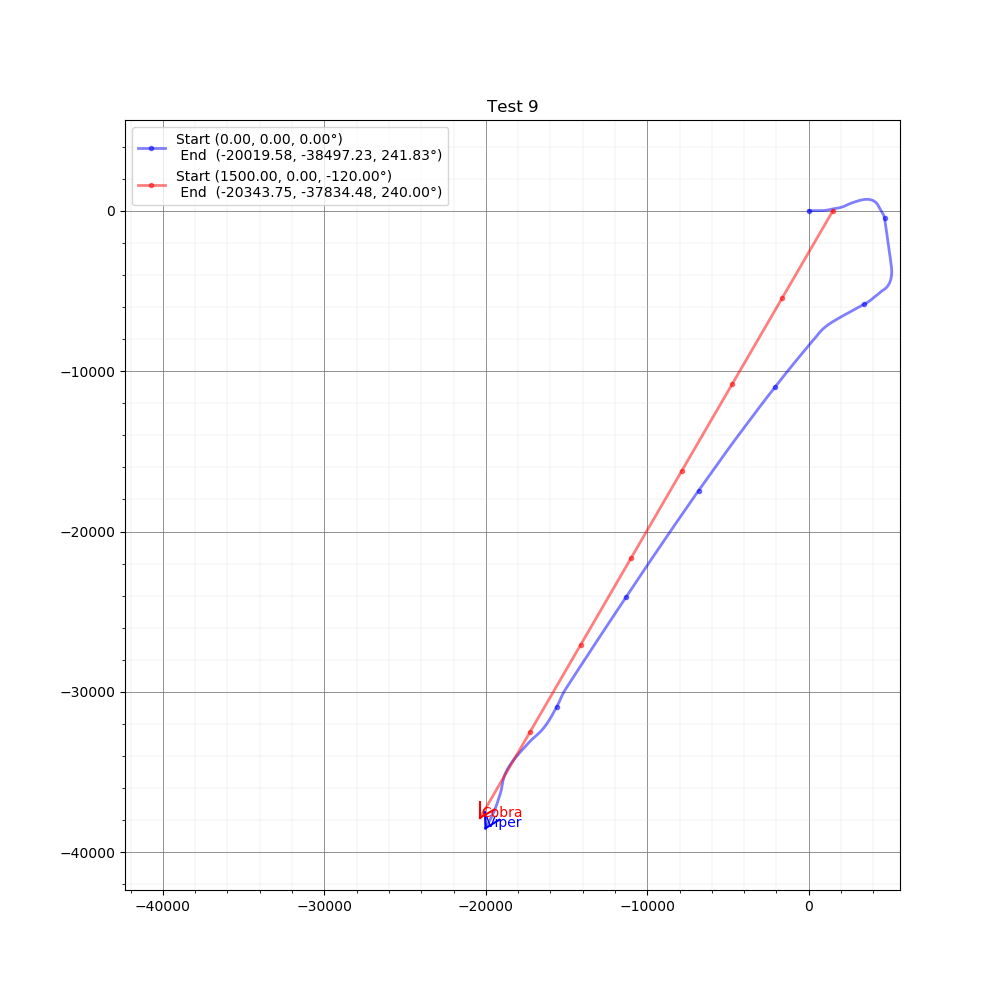 Test 9
Start (0.00, 0.00, 0.00°)
End  (-20019.58, -38497.23, 241.83°)
Start (1500.00, 0.00, -120.00°)
End  (-20343.75, -37834.48, 240.00°)
0
−10000
−20000
−30000
−40000
Cobra
Viper
−40000
−30000
−20000
−10000
0